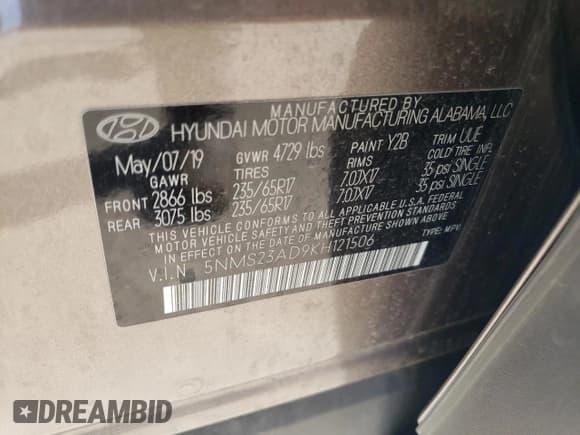 MANUFACTURED BY
HYUNDAI MOTOR MANUFACTURING ALABAMA, LLC
May/07/19 GVWR 4729 lbs PAINT Y2B TRIM UUE
GAWR TIRES RIMS COLD TIRE INFL.
FRONT 2866 lbs 235/65R17 7.0JX17 35 psi SINGLE
REAR 3075 lbs 235/65R17 7.0JX17 35 psi SINGLE
THIS VEHICLE CONFORMS TO ALL APPLICABLE U.S.A. FEDERAL
MOTOR VEHICLE SAFETY, BUMPER, AND THEFT PREVENTION STANDARDS
IN EFFECT ON THE DATE OF MANUFACTURE SHOWN ABOVE.
V.I.N 5NMS23AD9KH121506 TYPE: MPV
DREAMBID